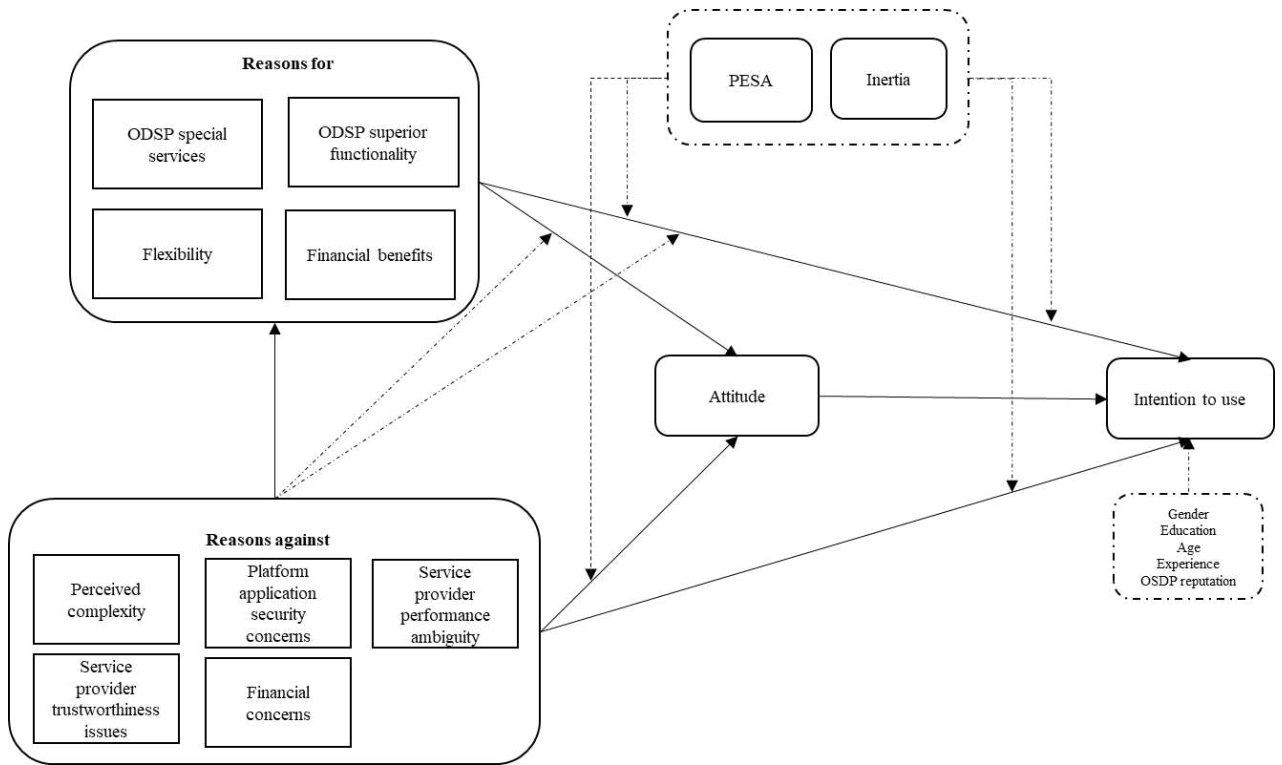 Reasons for
ODSP special
services
ODSP superior
functionality
Flexibility
Financial benefits
PESA
Inertia
Attitude
Intention to use
Gender
Education
Age
Experience
OSDP reputation
Reasons against
Perceived
complexity
Platform
application
security
concerns
Service
provider
performance
ambiguity
Service
provider
trustworthiness
issues
Financial
concerns